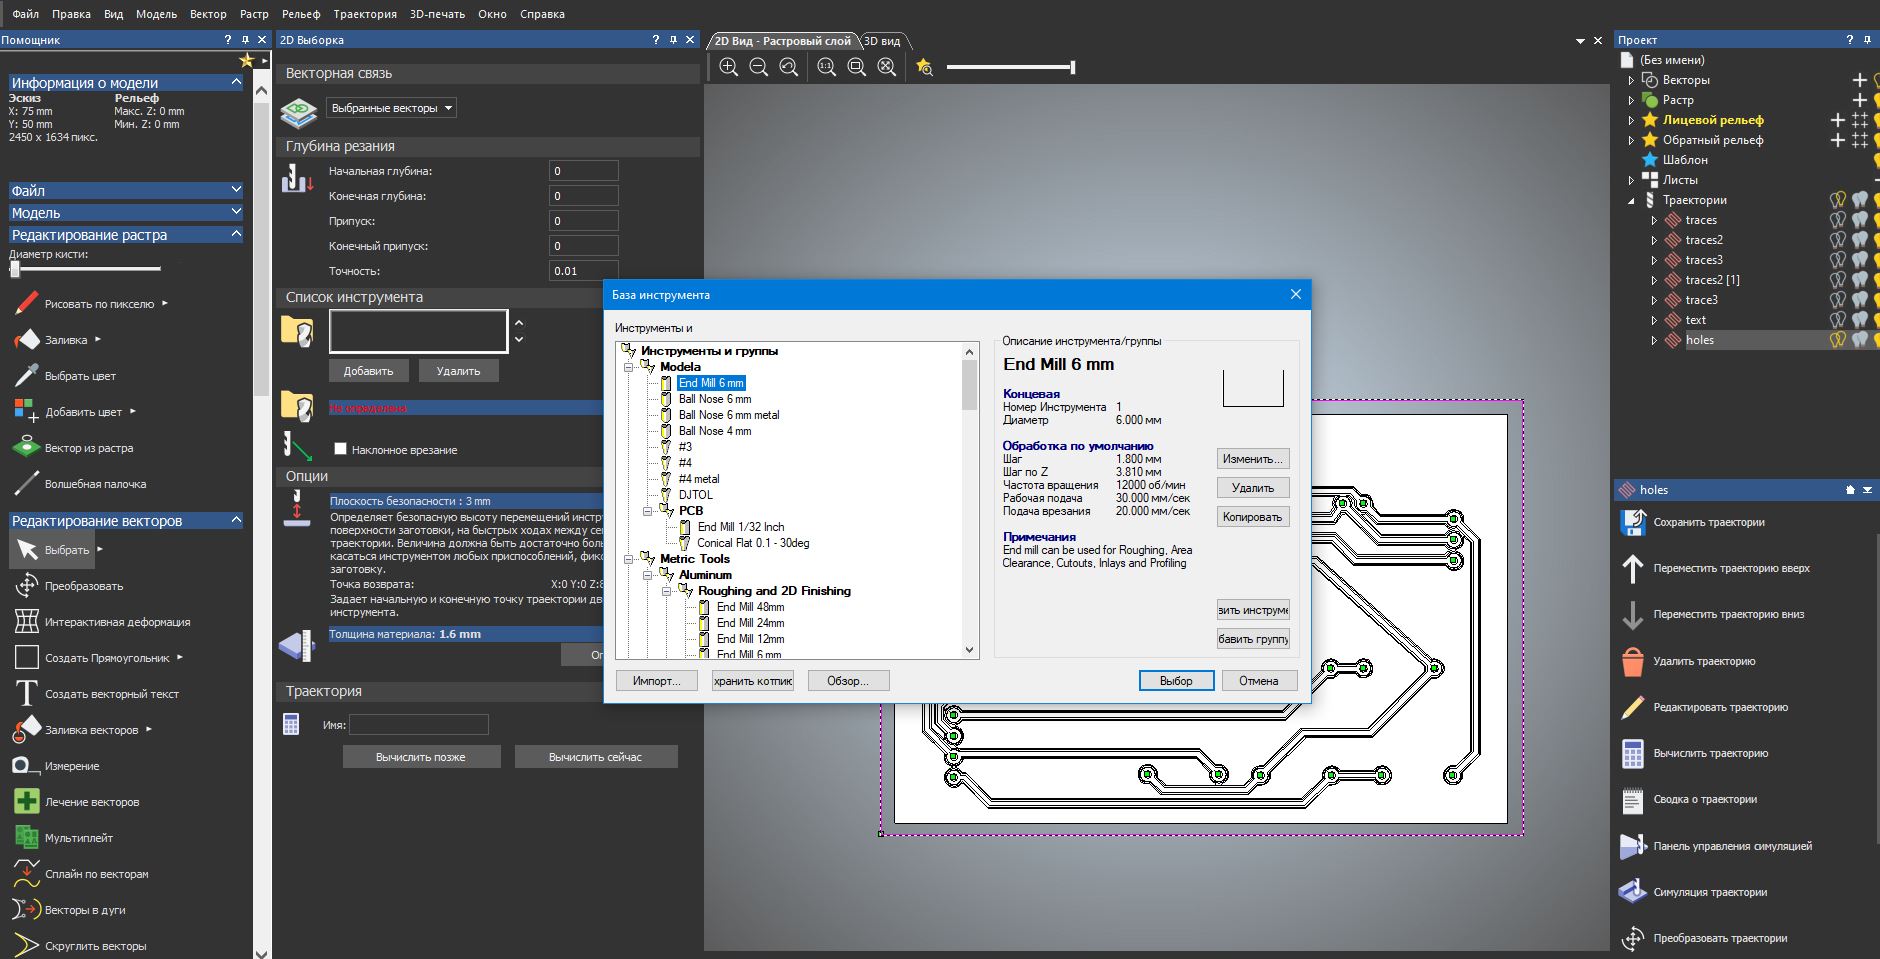 Файл Правка Вид Модель Вектор Растр Рельеф Траектория 3D-печать Окно Справка
Помощник
Информация о модели
Эскиз Рельеф
X: 75 mm Макс. Z: 0 mm
Y: 50 mm Мин. Z: 0 mm
2450 x 1634 пикс.
Файл
Модель
Редактирование растра
Диаметр кисти:
Рисовать по пикселю
Заливка
Выбрать цвет
Добавить цвет
Вектор из растра
Волшебная палочка
Редактирование векторов
Выбрать
Преобразовать
Интерактивная деформация
Создать Прямоугольник
Создать векторный текст
Заливка векторов
Измерение
Лечение векторов
Мультиплейт
Сплайн по векторам
Векторы в дуги
Скруглить векторы
2D Выборка
Векторная связь
Выбранные векторы
Глубина резания
Начальная глубина: 0
Конечная глубина: 0
Припуск: 0
Конечный припуск: 0
Точность: 0.01
Список инструмента
Добавить Удалить
Не определена
Наклонное врезание
Опции
Плоскость безопасности : 3 mm
Определяет безопасную высоту перемещений инстр
поверхности заготовки, на быстрых ходах между се
траектории. Величина должна быть достаточно бол
касаться инструментом любых приспособлений, фик
заготовку.
Точка возврата: X:0 Y:0 Z:
Задает начальную и конечную точку траектории дв
инструмента.
Толщина материала: 1.6 mm
Оп
Траектория
Имя:
Вычислить позже Вычислить сейчас
2D Вид - Растровый слой 3D вид
1:1
База инструмента
Инструменты и
Инструменты и группы
Modela
End Mill 6 mm
Ball Nose 6 mm
Ball Nose 6 mm metal
Ball Nose 4 mm
#3
#4
#4 metal
DJTOL
PCB
End Mill 1/32 Inch
Conical Flat 0.1 - 30deg
Metric Tools
Aluminum
Roughing and 2D Finishing
End Mill 48mm
End Mill 24mm
End Mill 12mm
End Mill 6 mm
Импорт... хранить котпию Обзор...
Описание инструмента/группы
End Mill 6 mm
Концевая
Номер Инструмента 1
Диаметр 6.000 мм
Обработка по умолчанию
Шаг 1.800 мм
Шаг по Z 3.810 мм
Частота вращения 12000 об/мин
Рабочая подача 30.000 мм/сек
Подача врезания 20.000 мм/сек
Примечания
End mill can be used for Roughing, Area
Clearance, Cutouts, Inlays and Profiling
Изменить...
Удалить
Копировать
вить инструме
бавить группу
Выбор Отмена
Проект
(Без имени)
Векторы
Растр
Лицевой рельеф
Обратный рельеф
Шаблон
Листы
Траектории
traces
traces2
traces3
traces2 [1]
trace3
text
holes
holes
Сохранить траектории
Переместить траекторию вверх
Переместить траекторию вниз
Удалить траекторию
Редактировать траекторию
Вычислить траекторию
Сводка о траектории
Панель управления симуляцией
Симуляция траектории
Преобразовать траектории